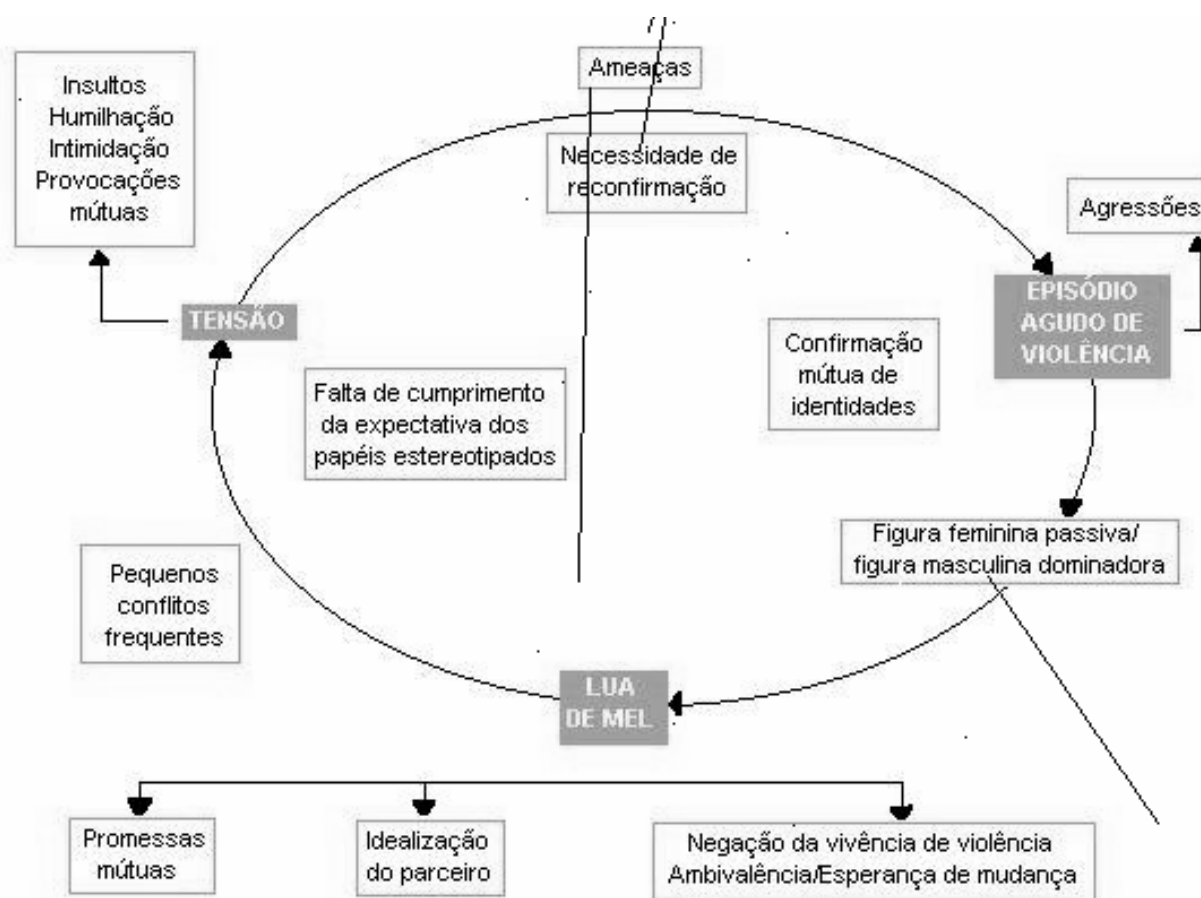 Ameaças
Insultos
Humilhação
Intimidação
Provocações
mútuas
Necessidade de
reconfirmação
Agressões
TENSÃO
EPISÓDIO
AGUDO DE
VIOLÊNCIA
Confirmação
mútua de
identidades
Falta de cumprimento
da expectativa dos
papéis estereotipados
Figura feminina passiva/
figura masculina dominadora
Pequenos
conflitos
frequentes
LUA
DE MEL
Promessas
mútuas
Idealização
do parceiro
Negação da vivência de violência
Ambivalência/Esperança de mudança